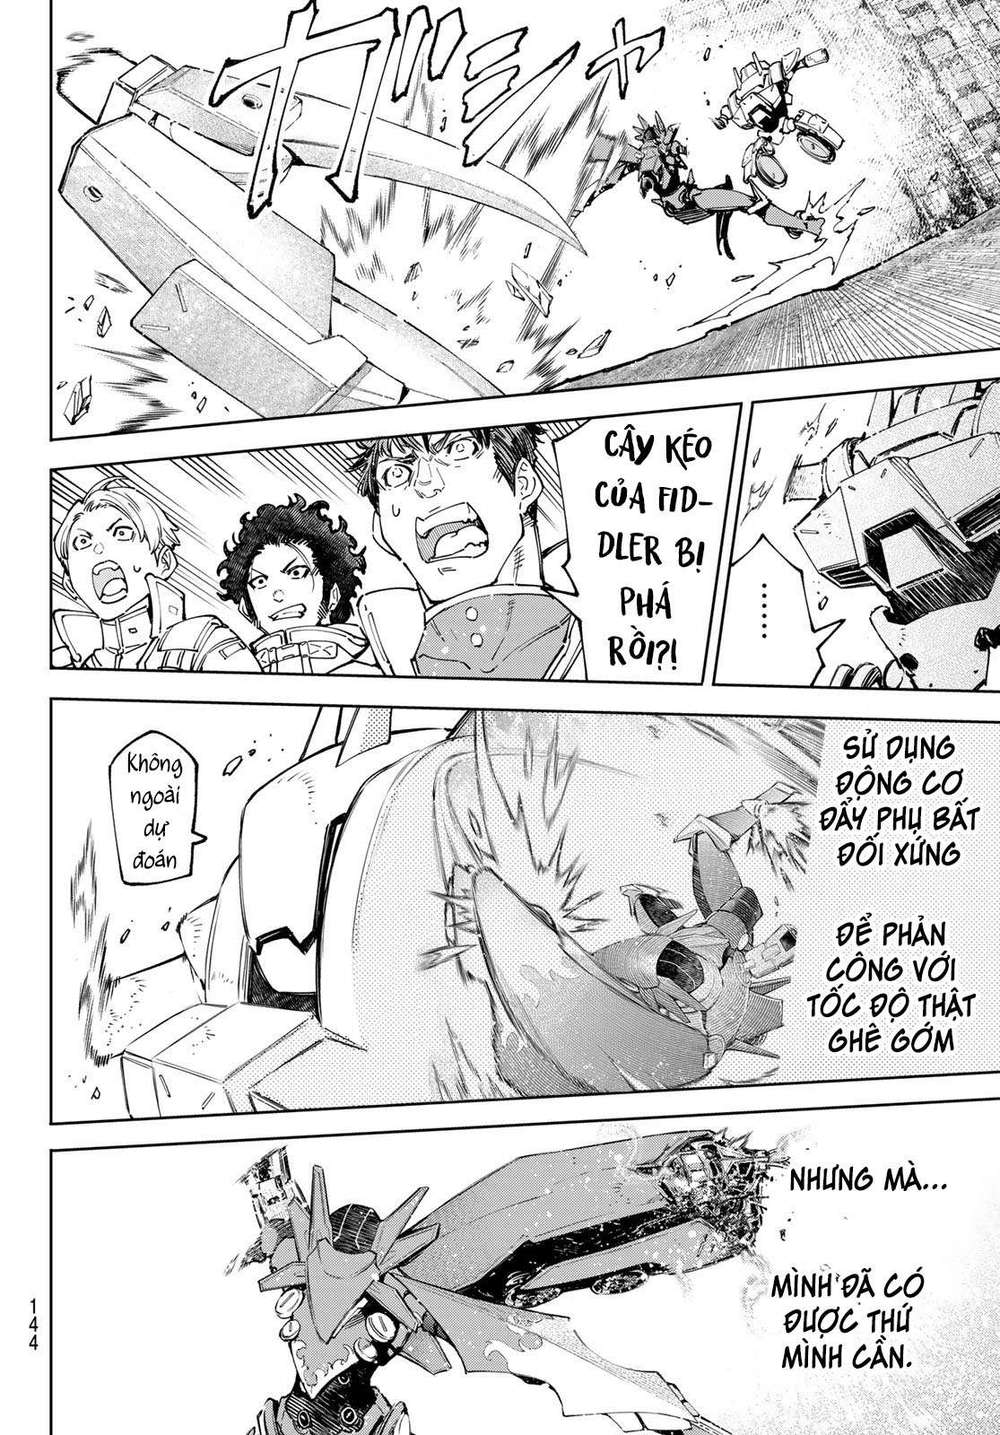 ガシャ
......
CÂY KÉO
CỦA FID-
DLER BỊ
PHÁ
RỒI?!
SỬ DỤNG
ĐỘNG CƠ
ĐẨY PHỤ BẤT
ĐỐI XỨNG
ĐỂ PHẢN
CÔNG VỚI
TỐC ĐỘ THẬT
GHÊ GỚM
Không
ngoài
dự
đoán
NHƯNG MÀ...
MÌNH ĐÃ CÓ
ĐƯỢC THỨ
MÌNH CẦN.
144